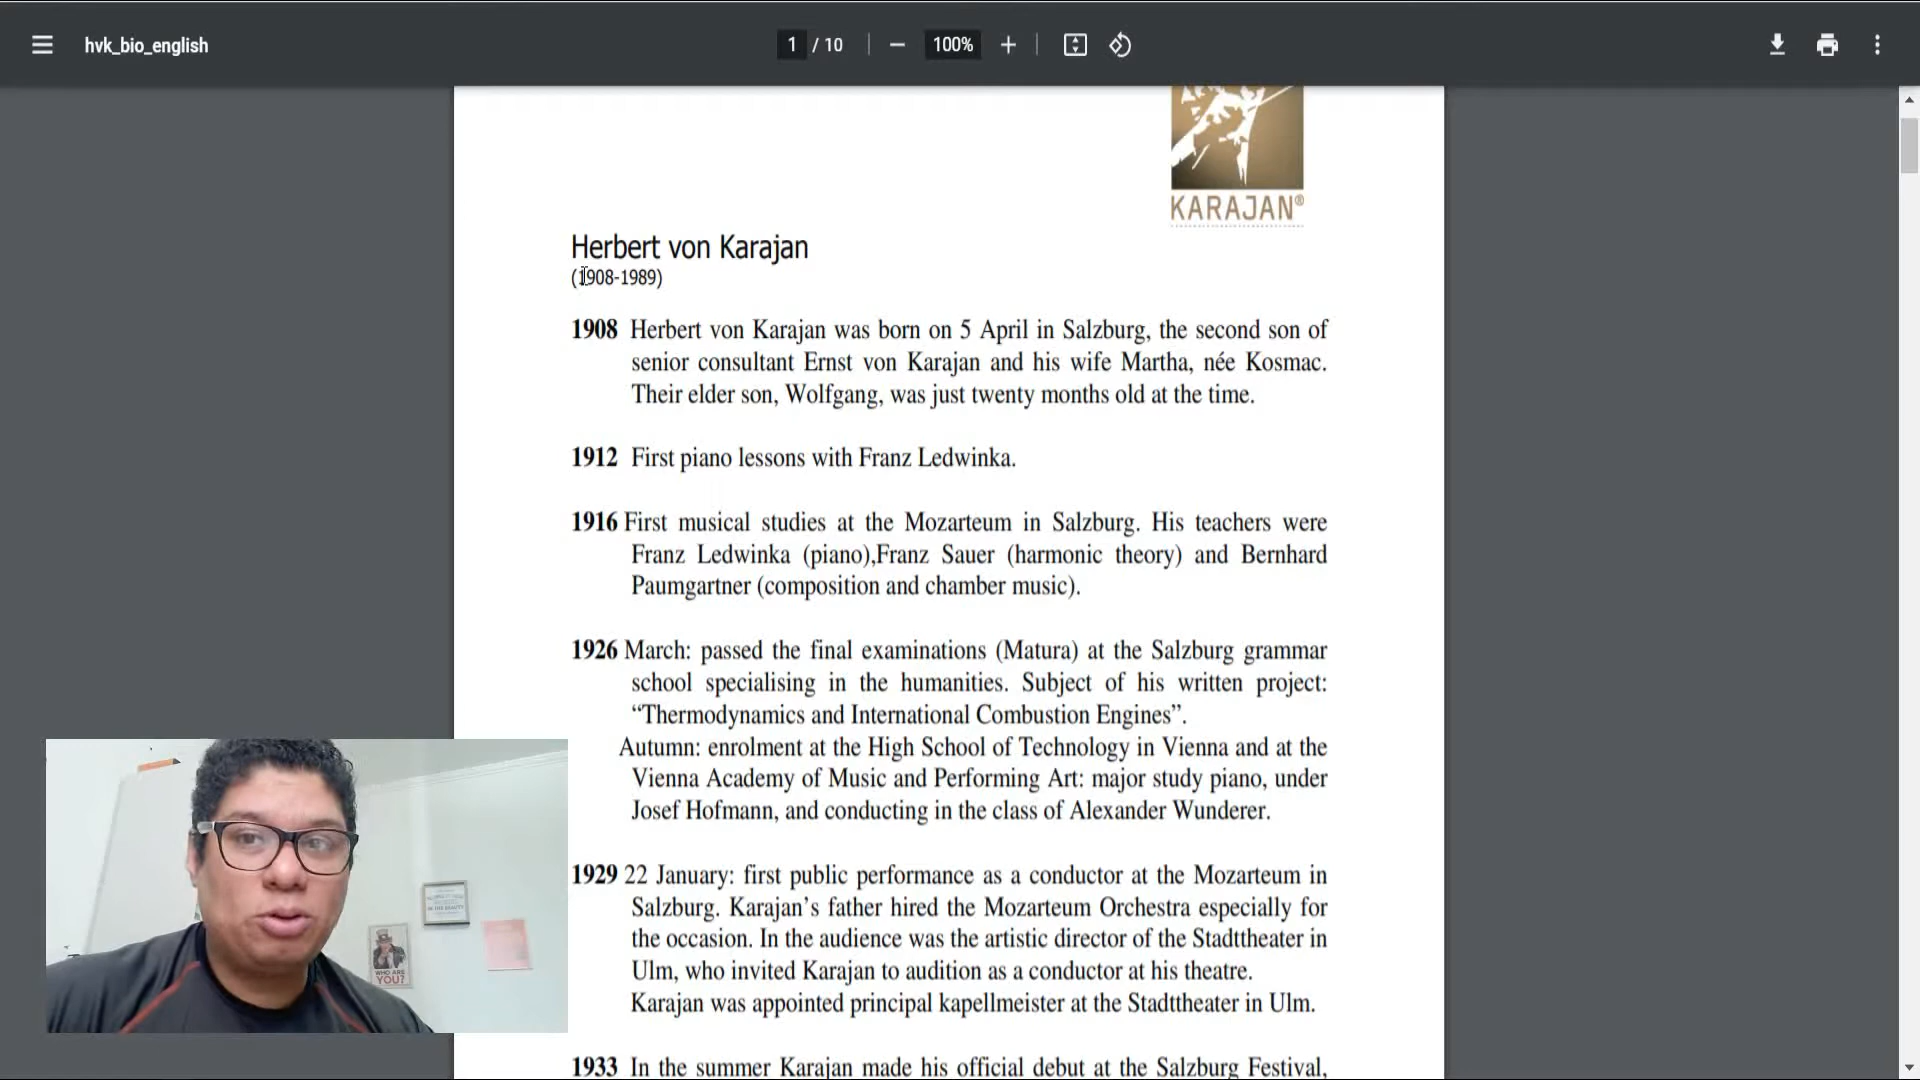 hvk_bio_english
1 / 10
100%
KARAJAN®
Herbert von Karajan
(1908-1989)
1908 Herbert von Karajan was born on 5 April in Salzburg, the second son of
senior consultant Ernst von Karajan and his wife Martha, née Kosmac.
Their elder son, Wolfgang, was just twenty months old at the time.
1912 First piano lessons with Franz Ledwinka.
1916 First musical studies at the Mozarteum in Salzburg. His teachers were
Franz Ledwinka (piano),Franz Sauer (harmonic theory) and Bernhard
Paumgartner (composition and chamber music).
1926 March: passed the final examinations (Matura) at the Salzburg grammar
school specialising in the humanities. Subject of his written project:
“Thermodynamics and International Combustion Engines”.
Autumn: enrolment at the High School of Technology in Vienna and at the
Vienna Academy of Music and Performing Art: major study piano, under
Josef Hofmann, and conducting in the class of Alexander Wunderer.
1929 22 January: first public performance as a conductor at the Mozarteum in
Salzburg. Karajan’s father hired the Mozarteum Orchestra especially for
the occasion. In the audience was the artistic director of the Stadttheater in
Ulm, who invited Karajan to audition as a conductor at his theatre.
Karajan was appointed principal kapellmeister at the Stadttheater in Ulm.
1933 In the summer Karajan made his official debut at the Salzburg Festival,
WHO ARE
YOU?